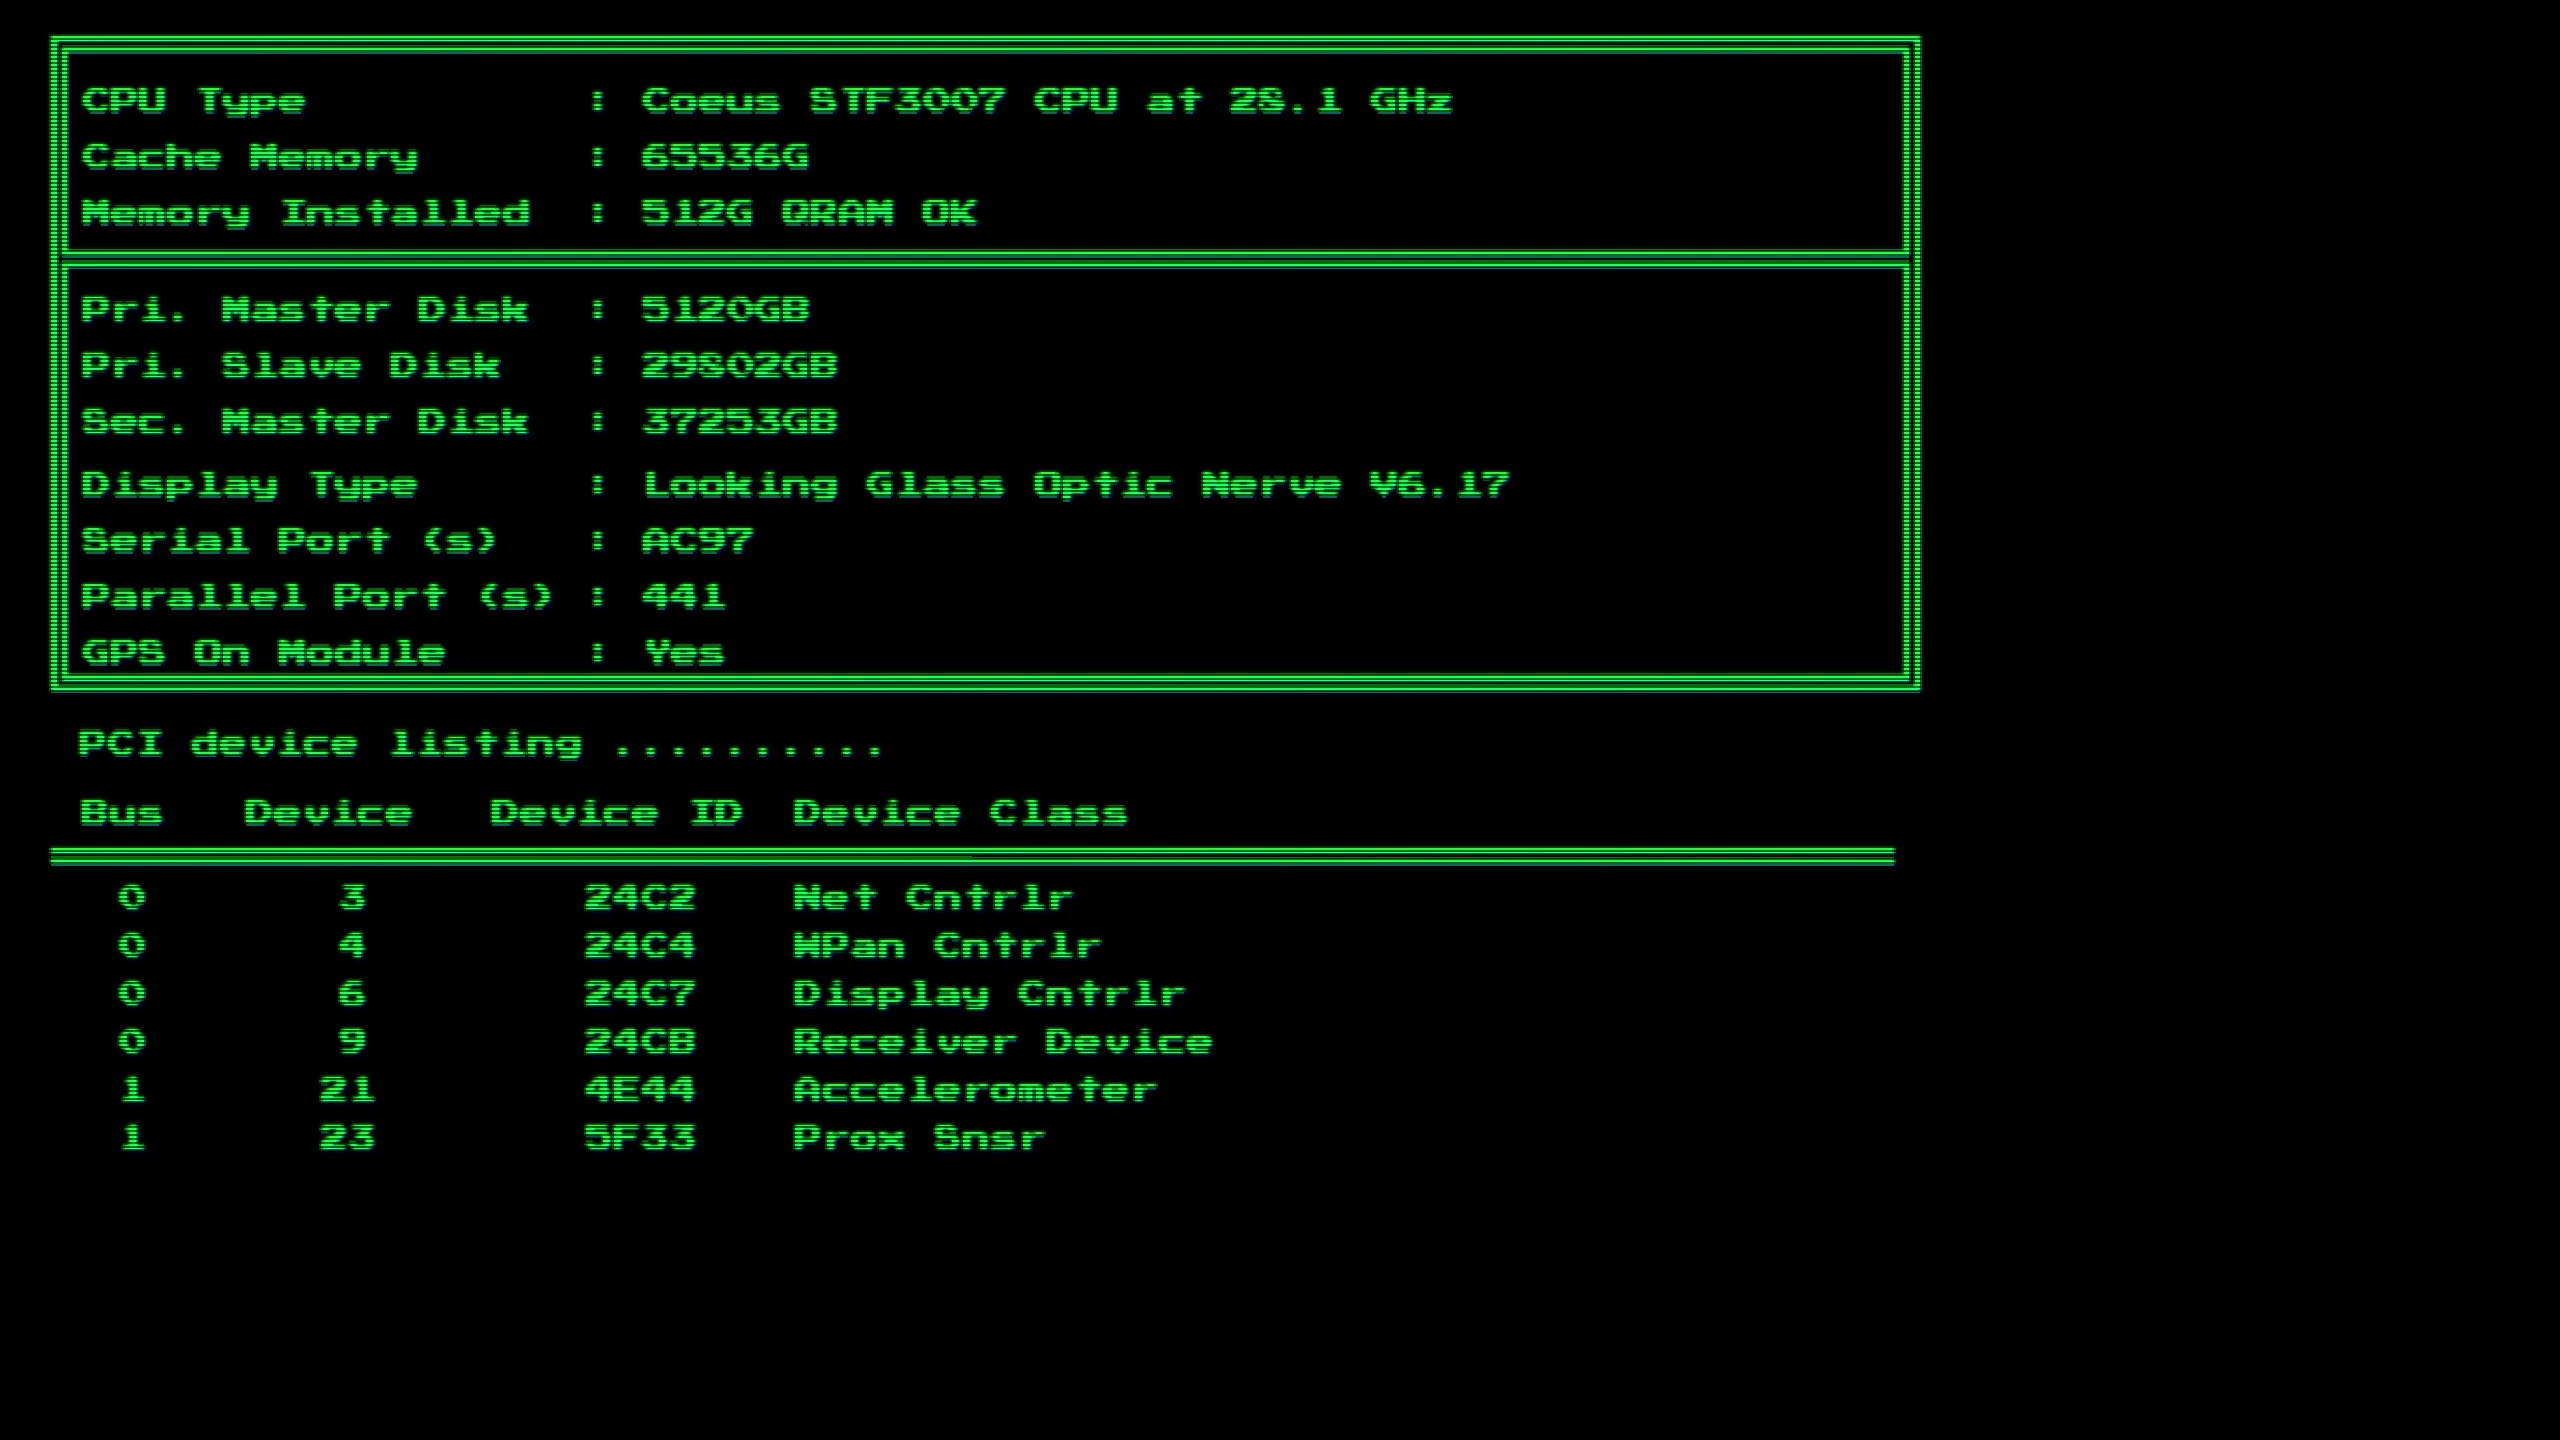 CPU Type : Coeus STF3007 CPU at 28.1 GHz
Cache Memory : 65536G
Memory Installed : 512G QRAM OK
Pri. Master Disk : 5120GB
Pri. Slave Disk : 29802GB
Sec. Master Disk : 37253GB
Display Type : Looking Glass Optic Nerve V6.17
Serial Port (s) : AC97
Parallel Port (s) : 441
GPS On Module : Yes
PCI device listing ..........
Bus Device Device ID Device Class
0 3 24C2 Net Cntrlr
0 4 24C4 WPan Cntrlr
0 6 24C7 Display Cntrlr
0 9 24CB Receiver Device
1 21 4E44 Accelerometer
1 23 5F33 Prox Snsr